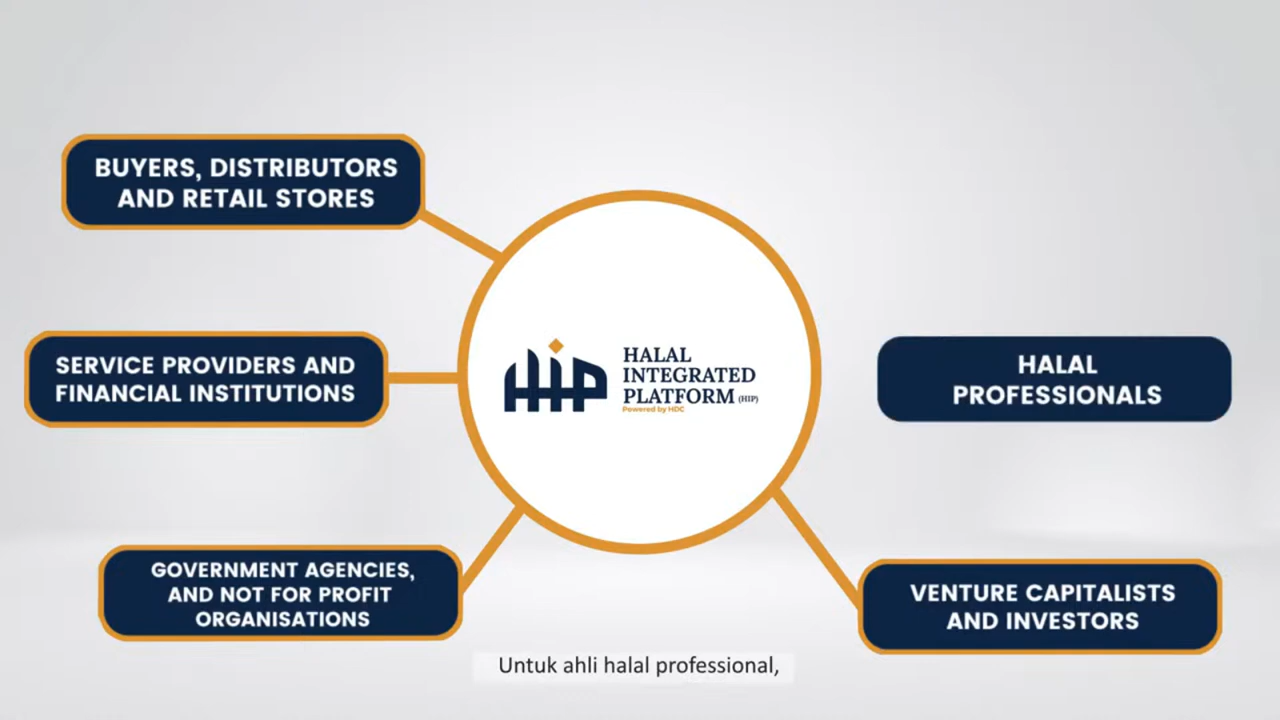 BUYERS, DISTRIBUTORS
AND RETAIL STORES
SERVICE PROVIDERS AND
FINANCIAL INSTITUTIONS
GOVERNMENT AGENCIES,
AND NOT FOR PROFIT
ORGANISATIONS
HIP
HALAL
INTEGRATED
PLATFORM (HIP)
Powered by HDC
HALAL
PROFESSIONALS
VENTURE CAPITALISTS
AND INVESTORS
Untuk ahli halal professional,